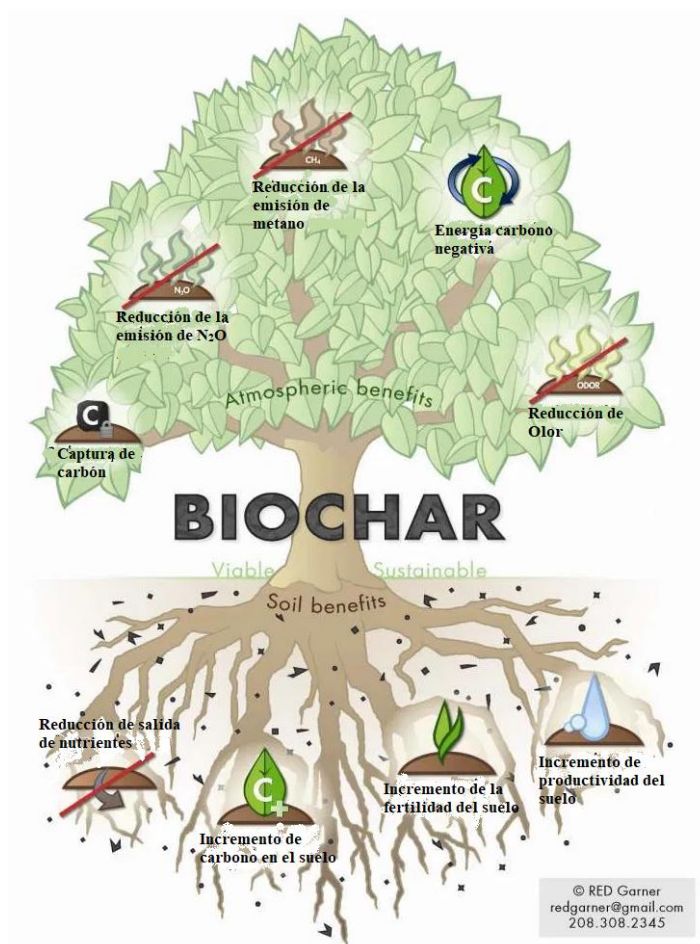 CH₄
Reducción de la
emisión de
metano
C
Energía carbono
negativa
N₂O
Reducción de la
emisión de N₂O
ODOR
Reducción de
Olor
Atmospheric benefits
C
Captura de
carbón
BIOCHAR
Viable Sustainable
Soil benefits
Reducción de salida
de nutrientes
C+
Incremento de
carbono en el suelo
Incremento de la
fertilidad del suelo
Incremento de
productividad del
suelo
© RED Garner
redgarner@gmail.com
208.308.2345